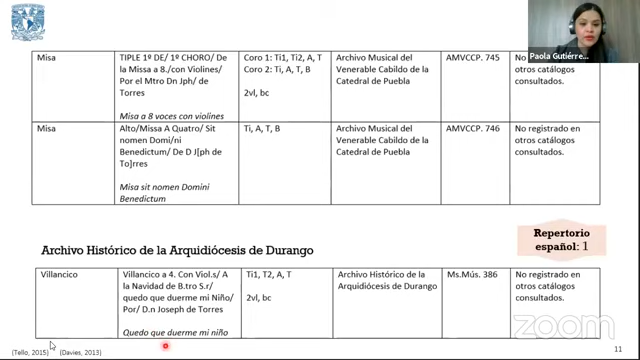 Paola Gutiérre...
Misa
TIPLE 1º DE/ 1º CHORO/ De
la Missa a 8./con Violines/
Por el Mtro Dn Jph/ de
Torres
Misa a 8 voces con violines
Coro 1: Ti1, Ti2, A, T
Coro 2: Ti, A, T, B
2vl, bc
Archivo Musical del
Venerable Cabildo de la
Catedral de Puebla
AMVCCP. 745
No
otros catálogos
consultados.
Misa
Alto/Missa A Quatro/ Sit
nomen Domi/ni
Benedictum/ De D J[ph de
To]rres
Misa sit nomen Domini
Benedictum
Ti, A, T, B
Archivo Musical del
Venerable Cabildo de la
Catedral de Puebla
AMVCCP. 746
No registrado en
otros catálogos
consultados.
Repertorio
español: 1
Archivo Histórico de la Arquidiócesis de Durango
Villancico
Villancico a 4. Con Viol.s/ A
la Navidad de B.tro S.r/
quedo que duerme mi Niño/
Por/ D.n Joseph de Torres
Quedo que duerme mi niño
Ti1, T2, A, T
2vl, bc
Archivo Histórico de la
Arquidiócesis de Durango
Ms.Mús. 386
No registrado en
otros catálogos
consultados.
zoom
(Tello, 2015)
(Davies, 2013)
11